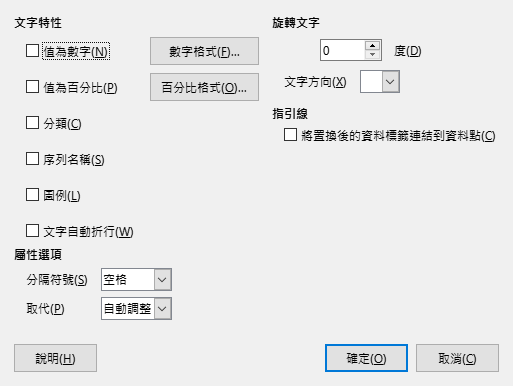 文字特性
值為數字(N)
數字格式(F)...
值為百分比(P)
百分比格式(O)...
分類(C)
序列名稱(S)
圖例(L)
文字自動折行(W)
屬性選項
分隔符號(S)
空格
取代(P)
自動調整
旋轉文字
0
度(D)
文字方向(X)
指引線
將置換後的資料標籤連結到資料點(C)
說明(H)
確定(O)
取消(C)